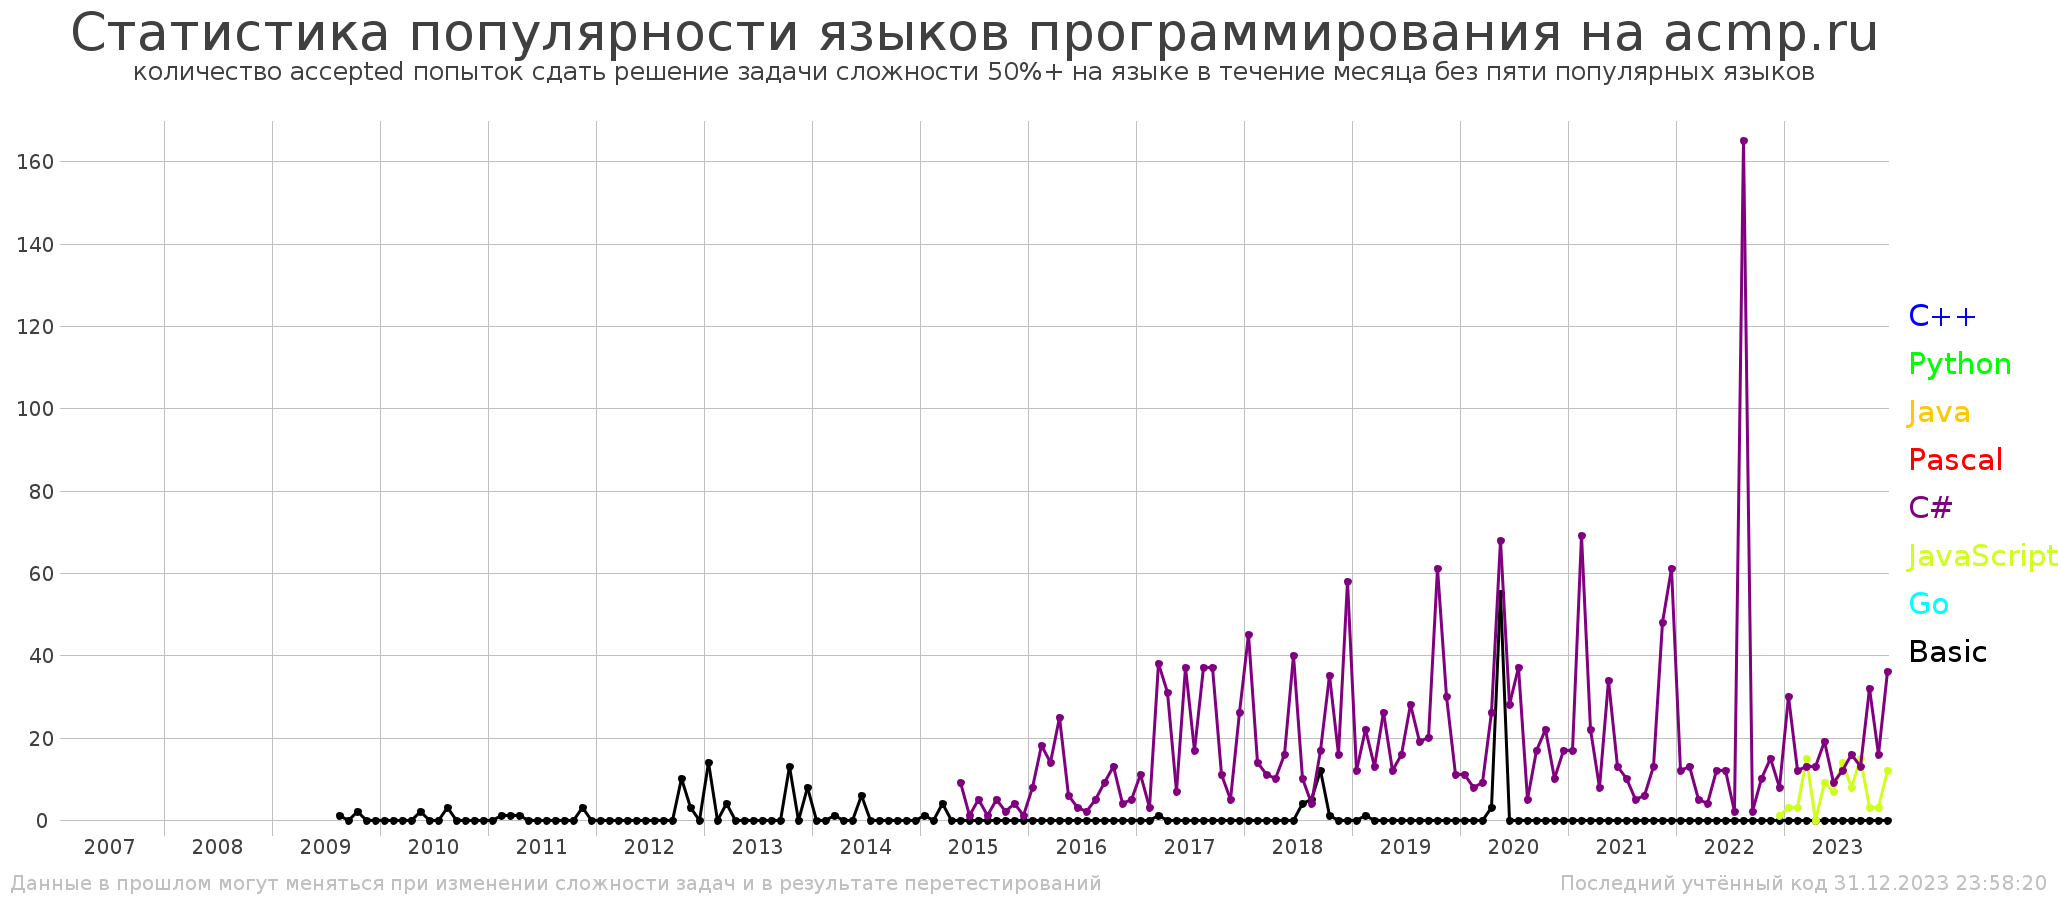 Статистика популярности языков программирования на acmp.ru
количество accepted попыток сдать решение задачи сложности 50%+ на языке в течение месяца без пяти популярных языков
160
140
120
100
80
60
40
20
0
C++
Python
Java
Pascal
C#
JavaScript
Go
Basic
2007 2008 2009 2010 2011 2012 2013 2014 2015 2016 2017 2018 2019 2020 2021 2022 2023
Данные в прошлом могут меняться при изменении сложности задач и в результате перетестирований
Последний учтённый код 31.12.2023 23:58:20